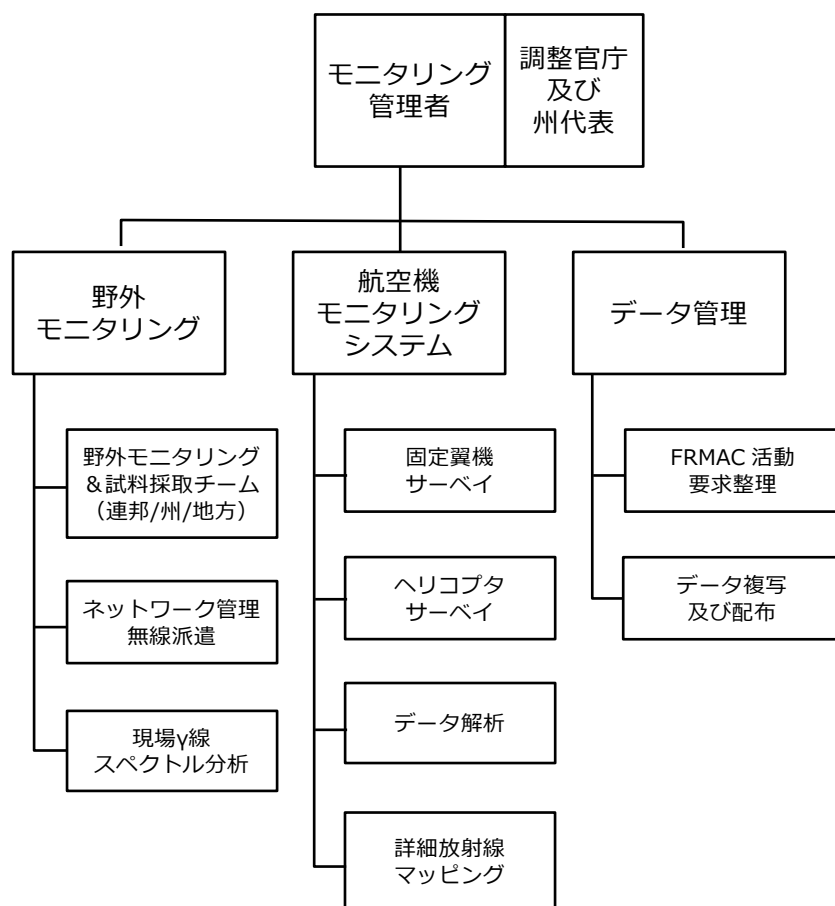 モニタリング
管理者
調整官庁
及び
州代表
野外
モニタリング
航空機
モニタリング
システム
データ管理
野外モニタリング
＆試料採取チーム
（連邦/州/地方）
ネットワーク管理
無線派遣
現場γ線
スペクトル分析
固定翼機
サーベイ
ヘリコプタ
サーベイ
データ解析
詳細放射線
マッピング
FRMAC 活動
要求整理
データ複写
及び配布